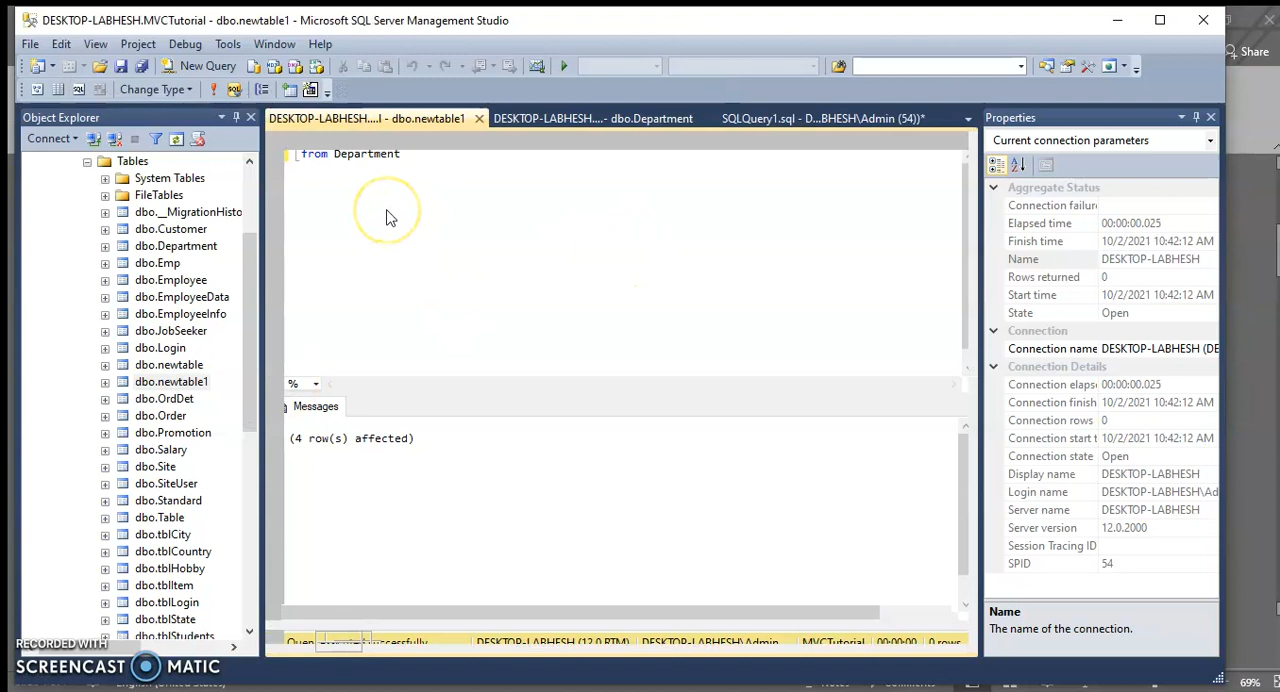 DESKTOP-LABHESH.MVCTutorial - dbo.newtable1 - Microsoft SQL Server Management Studio
File Edit View Project Debug Tools Window Help
Share
New Query
Change Type
Object Explorer
DESKTOP-LABHESH....l - dbo.newtable1
DESKTOP-LABHESH....- dbo.Department
SQLQuery1.sql - D...BHESH\Admin (54))*
Properties
Connect
Current connection parameters
Tables
System Tables
FileTables
dbo.__MigrationHisto
dbo.Customer
dbo.Department
dbo.Emp
dbo.Employee
dbo.EmployeeData
dbo.EmployeeInfo
dbo.JobSeeker
dbo.Login
dbo.newtable
dbo.newtable1
dbo.OrdDet
dbo.Order
dbo.Promotion
dbo.Salary
dbo.Site
dbo.SiteUser
dbo.Standard
dbo.Table
dbo.tblCity
dbo.tblCountry
dbo.tblHobby
dbo.tblItem
dbo.tblLogin
dbo.tblState
dbo.tblStudents
from Department
%
Messages
(4 row(s) affected)
DESKTOP-LABHESH (12.0 RTM)
DESKTOP-LABHESH\Admin
MVCTutorial
00:00:00
0 rows
Aggregate Status
Connection failure
Elapsed time 00:00:00.025
Finish time 10/2/2021 10:42:12 AM
Name DESKTOP-LABHESH
Rows returned 0
Start time 10/2/2021 10:42:12 AM
State Open
Connection
Connection name DESKTOP-LABHESH (DE
Connection Details
Connection elaps 00:00:00.025
Connection finish 10/2/2021 10:42:12 AM
Connection rows 0
Connection start t 10/2/2021 10:42:12 AM
Connection state Open
Display name DESKTOP-LABHESH
Login name DESKTOP-LABHESH\Ad
Server name DESKTOP-LABHESH
Server version 12.0.2000
Session Tracing ID
SPID 54
Name
The name of the connection.
RECORDED WITH
SCREENCAST MATIC
English (United States)
69%